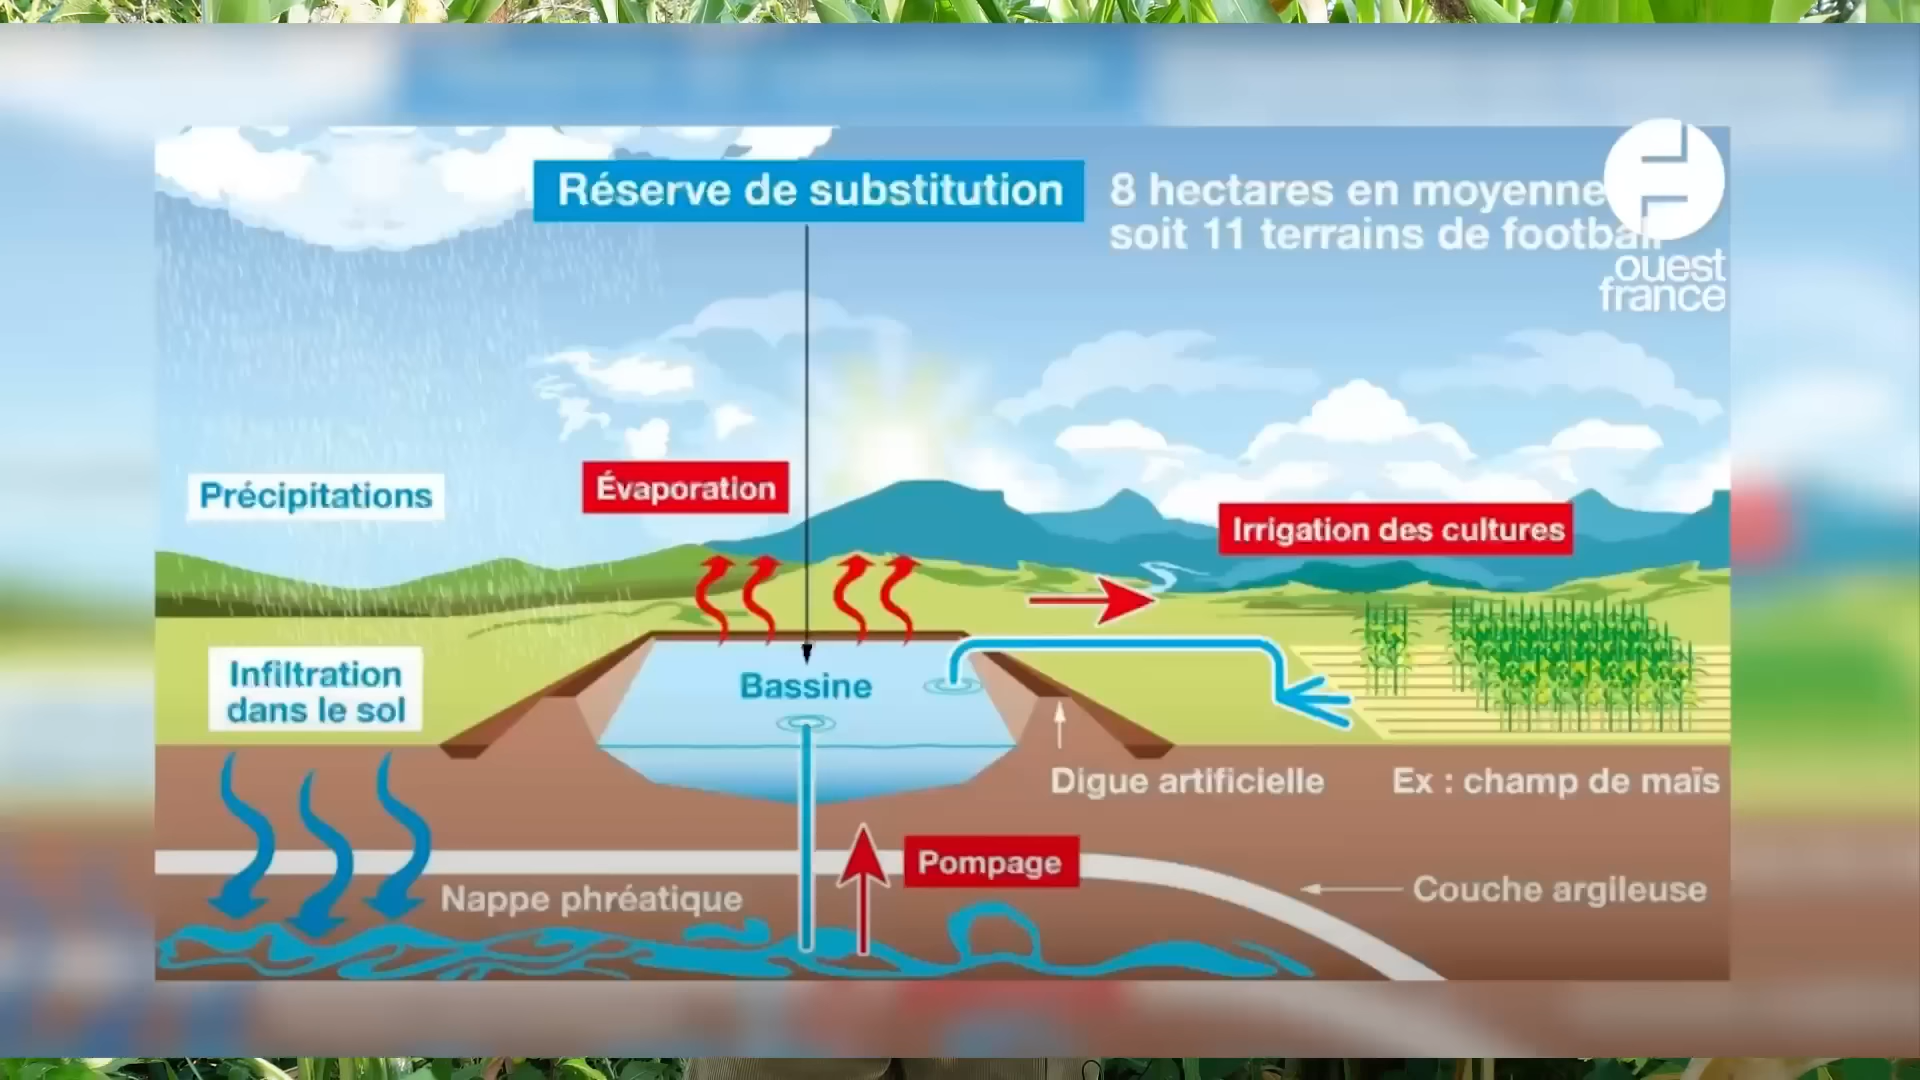 Réserve de substitution
8 hectares en moyenne
soit 11 terrains de football
ouest
france
Précipitations
Évaporation
Irrigation des cultures
Infiltration
dans le sol
Bassine
Digue artificielle
Ex : champ de maïs
Pompage
Nappe phréatique
Couche argileuse